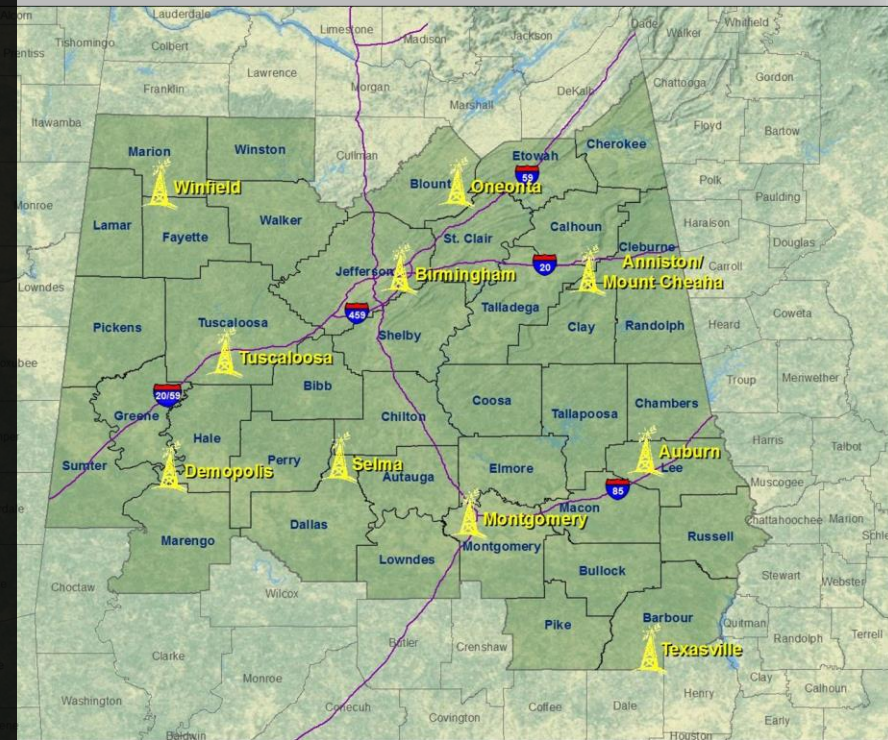 Lauderdale
Limestone
Madison
Jackson
Dade
Walker
Whitfield
Tishomingo
Colbert
Lawrence
Morgan
Franklin
Marshall
DeKalb
Chattooga
Gordon
Itawamba
Floyd
Bartow
Marion
Winston
Cullman
Etowah
Cherokee
59
Polk
Blount
Oneonta
Winfield
Paulding
Monroe
Lamar
Walker
Fayette
St. Clair
Calhoun
Haralson
Douglas
Cleburne
Jefferson
Birmingham
20
Anniston/
Mount Cheaha
Carroll
Lowndes
Talladega
Coweta
459
Pickens
Tuscaloosa
Shelby
Clay
Randolph
Heard
Tuscaloosa
Bibb
Troup
Meriwether
20/59
Greene
Chilton
Coosa
Tallapoosa
Chambers
Hale
Harris
Talbot
Sumter
Demopolis
Perry
Selma
Autauga
Elmore
Auburn
Lee
85
Muscogee
Dallas
Montgomery
Macon
Chattahoochee
Marion
Marengo
Lowndes
Montgomery
Russell
Bullock
Stewart
Webster
Choctaw
Wilcox
Pike
Barbour
Quitman
Randolph
Terrell
Clarke
Butler
Crenshaw
Texasville
Monroe
Clay
Calhoun
Washington
Conecuh
Covington
Coffee
Dale
Henry
Early
Baldwin
Houston